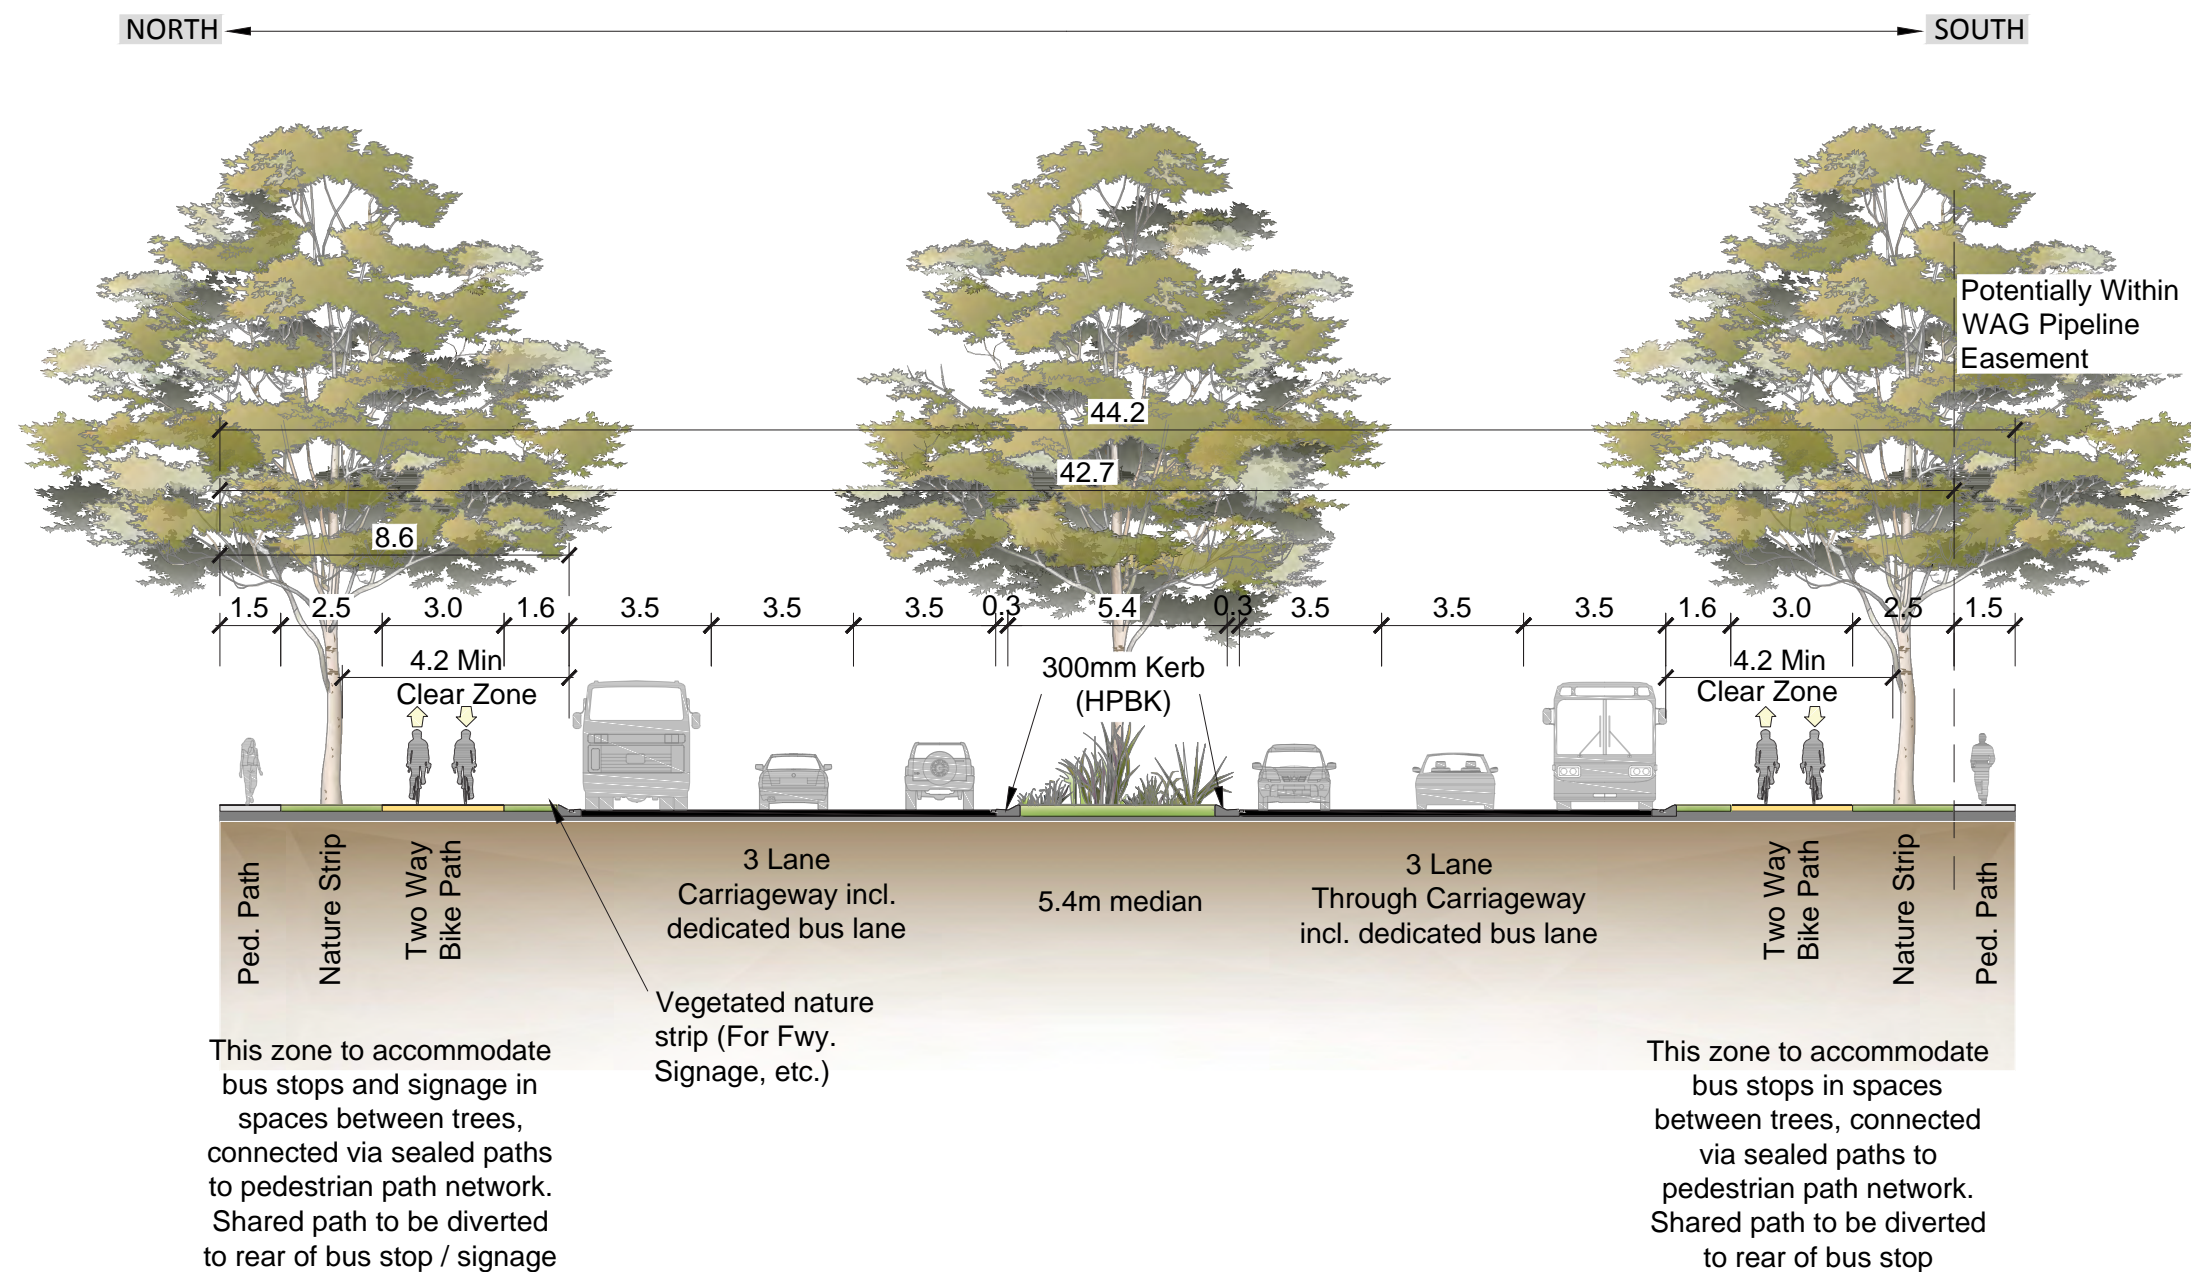 NORTH
SOUTH
Potentially Within
WAG Pipeline
Easement
44.2
42.7
8.6
1.5 2.5 3.0 1.6 3.5 3.5 3.5 0.3 5.4 0.3 3.5 3.5 3.5 1.6 3.0 2.5 1.5
4.2 Min
Clear Zone
300mm Kerb
(HPBK)
4.2 Min
Clear Zone
Ped. Path
Nature Strip
Two Way
Bike Path
3 Lane
Carriageway incl.
dedicated bus lane
5.4m median
3 Lane
Through Carriageway
incl. dedicated bus lane
Two Way
Bike Path
Nature Strip
Ped. Path
Vegetated nature
strip (For Fwy.
Signage, etc.)
This zone to accommodate
bus stops and signage in
spaces between trees,
connected via sealed paths
to pedestrian path network.
Shared path to be diverted
to rear of bus stop / signage
This zone to accommodate
bus stops in spaces
between trees, connected
via sealed paths to
pedestrian path network.
Shared path to be diverted
to rear of bus stop